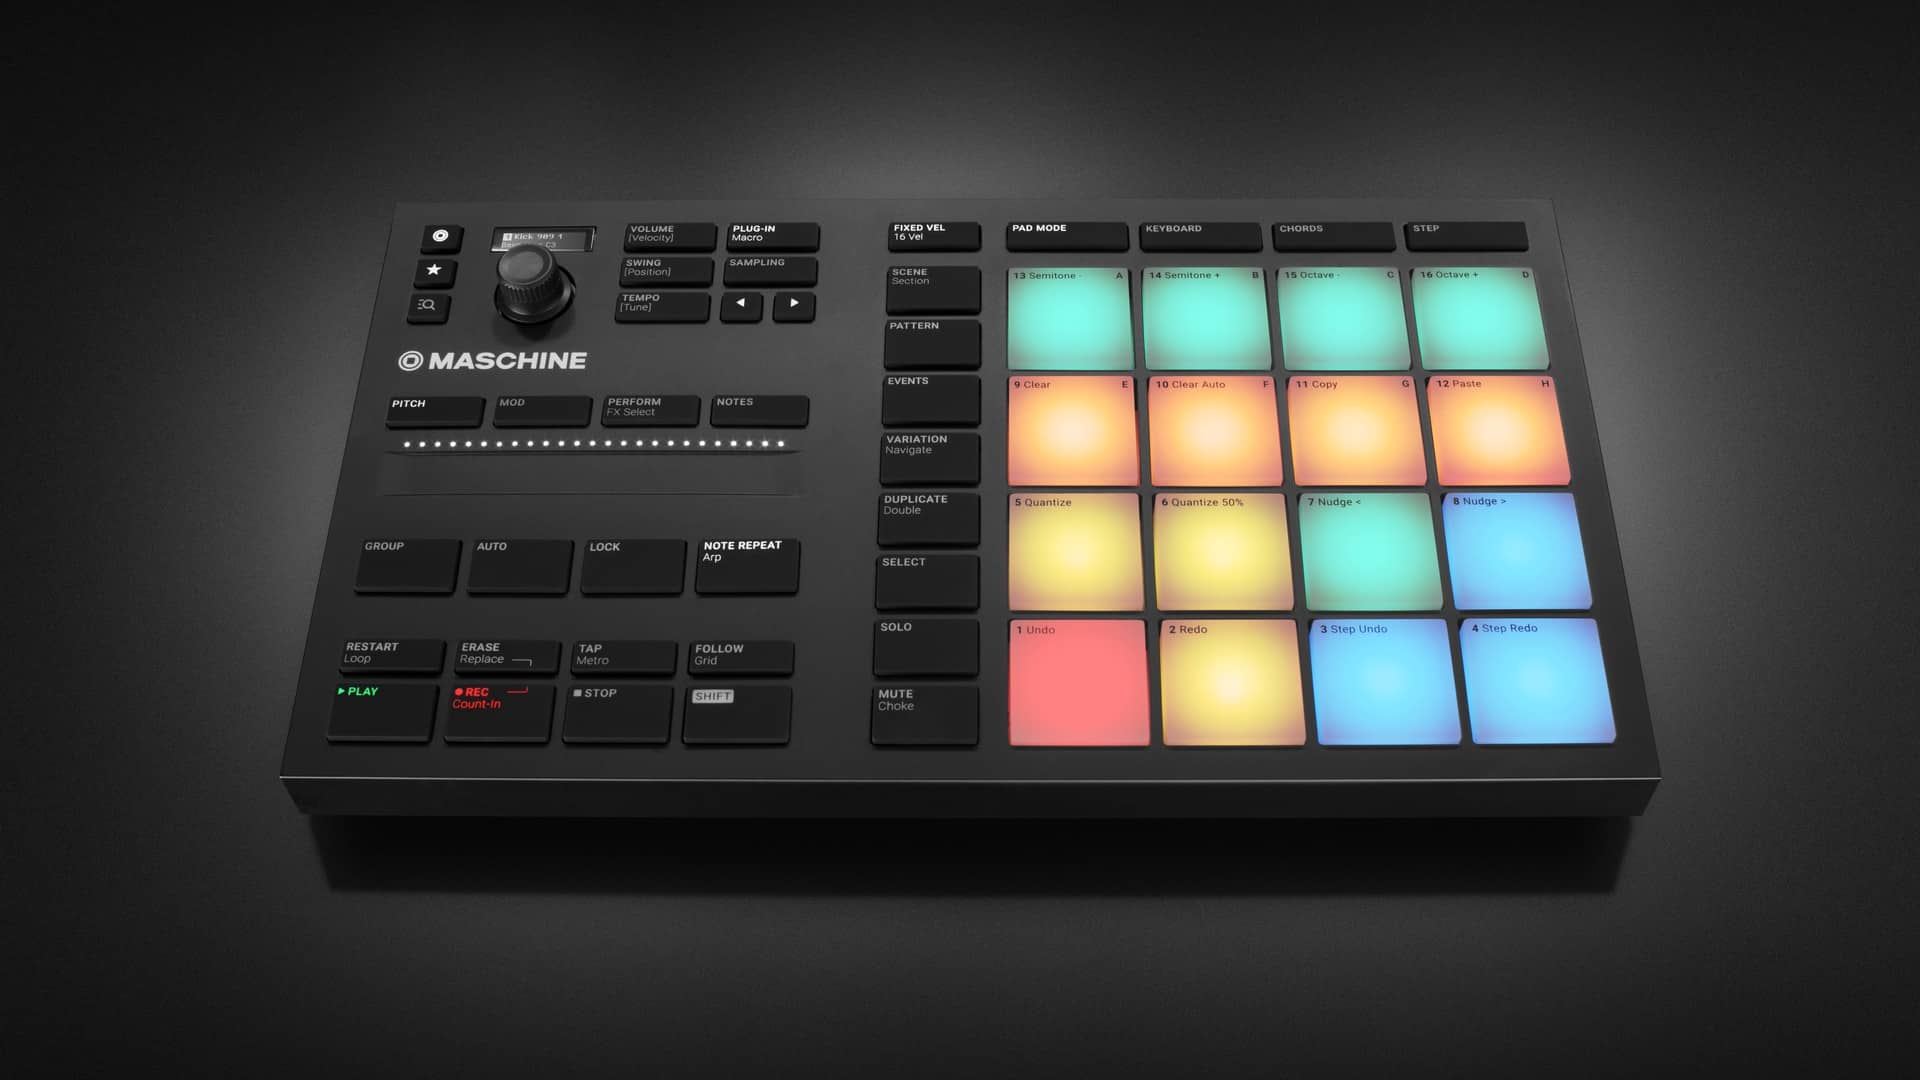 Kick 909 1
VOLUME
[Velocity]
PLUG-IN
Macro
SWING
[Position]
SAMPLING
TEMPO
[Tune]
MASCHINE
PITCH
MOD
PERFORM
FX Select
NOTES
GROUP
AUTO
LOCK
NOTE REPEAT
Arp
RESTART
Loop
ERASE
Replace
TAP
Metro
FOLLOW
Grid
PLAY
REC
Count-In
STOP
SHIFT
FIXED VEL
16 Vel
SCENE
Section
PATTERN
EVENTS
VARIATION
Navigate
DUPLICATE
Double
SELECT
SOLO
MUTE
Choke
PAD MODE
KEYBOARD
CHORDS
STEP
13 Semitone - A
14 Semitone + B
15 Octave - C
16 Octave + D
9 Clear E
10 Clear Auto F
11 Copy G
12 Paste H
5 Quantize
6 Quantize 50%
7 Nudge <
8 Nudge >
1 Undo
2 Redo
3 Step Undo
4 Step Redo